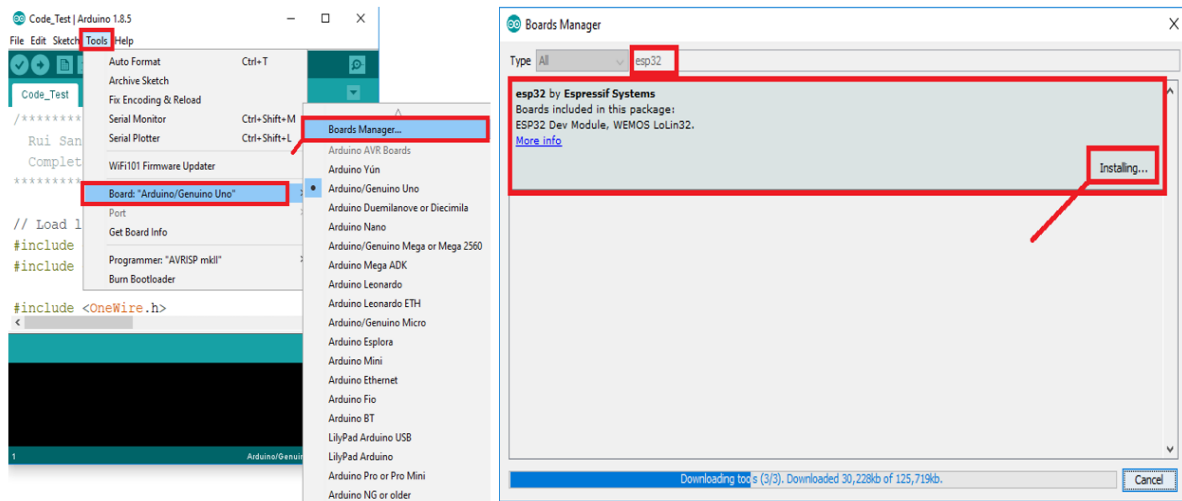 Code_Test | Arduino 1.8.5
File Edit Sketch Tools Help
Code_Test
/********
Rui San
Complet
*********
// Load l
#include
#include
#include <OneWire.h>
1
Arduino/Genuin
Auto Format Ctrl+T
Archive Sketch
Fix Encoding & Reload
Serial Monitor Ctrl+Shift+M
Serial Plotter Ctrl+Shift+L
WiFi101 Firmware Updater
Board: "Arduino/Genuino Uno"
Port
Get Board Info
Programmer: "AVRISP mkII"
Burn Bootloader
Boards Manager...
Arduino AVR Boards
Arduino Yún
Arduino/Genuino Uno
Arduino Duemilanove or Diecimila
Arduino Nano
Arduino/Genuino Mega or Mega 2560
Arduino Mega ADK
Arduino Leonardo
Arduino Leonardo ETH
Arduino/Genuino Micro
Arduino Esplora
Arduino Mini
Arduino Ethernet
Arduino Fio
Arduino BT
LilyPad Arduino USB
LilyPad Arduino
Arduino Pro or Pro Mini
Arduino NG or older
Boards Manager
Type All esp32
esp32 by Espressif Systems
Boards included in this package:
ESP32 Dev Module, WEMOS LoLin32.
More info
Installing...
Downloading tools (3/3). Downloaded 30,228kb of 125,719kb.
Cancel